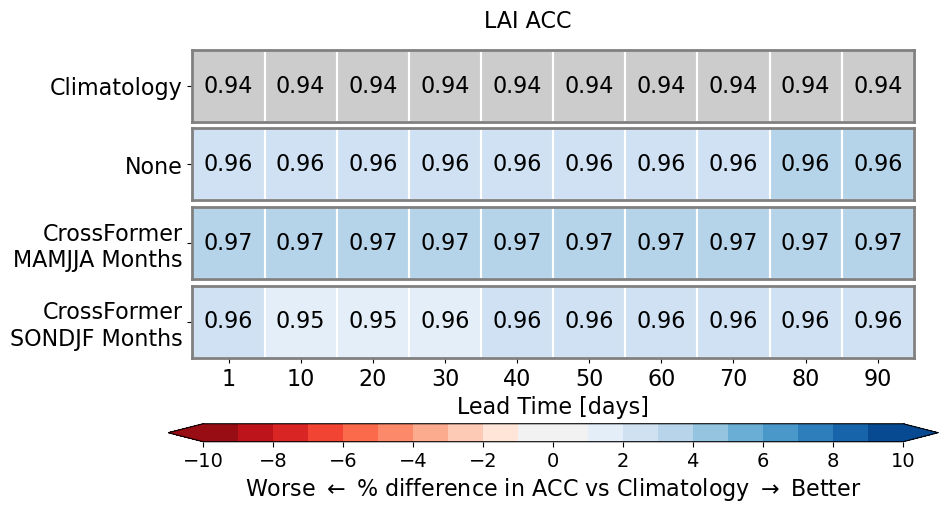 LAI ACC
Climatology 0.94 0.94 0.94 0.94 0.94 0.94 0.94 0.94 0.94 0.94
None 0.96 0.96 0.96 0.96 0.96 0.96 0.96 0.96 0.96 0.96
CrossFormer
MAMJJA Months 0.97 0.97 0.97 0.97 0.97 0.97 0.97 0.97 0.97 0.97
CrossFormer
SONDJF Months 0.96 0.95 0.95 0.96 0.96 0.96 0.96 0.96 0.96 0.96
1 10 20 30 40 50 60 70 80 90
Lead Time [days]
−10 −8 −6 −4 −2 0 2 4 6 8 10
Worse ← % difference in ACC vs Climatology → Better